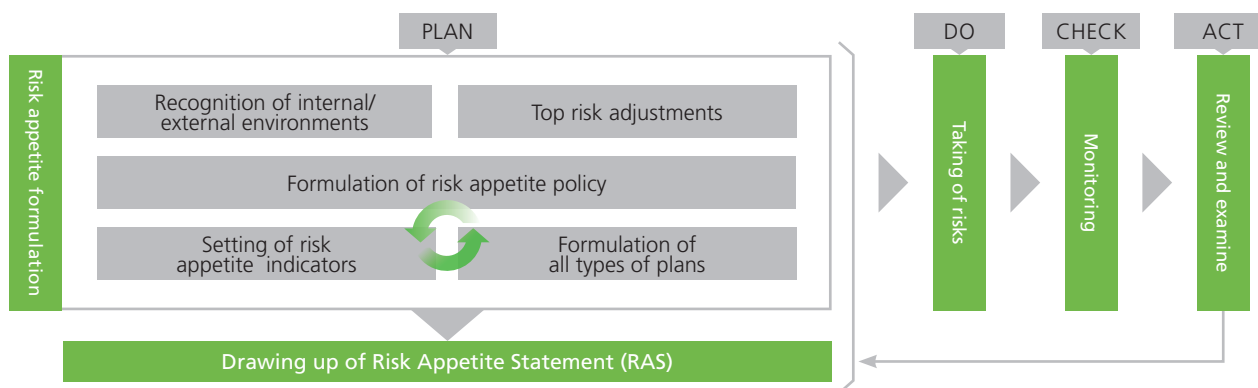 PLAN
DO
CHECK
ACT
Risk appetite formulation
Recognition of internal/
external environments
Top risk adjustments
Formulation of risk appetite policy
Setting of risk
appetite indicators
Formulation of
all types of plans
Drawing up of Risk Appetite Statement (RAS)
Taking of risks
Monitoring
Review and examine